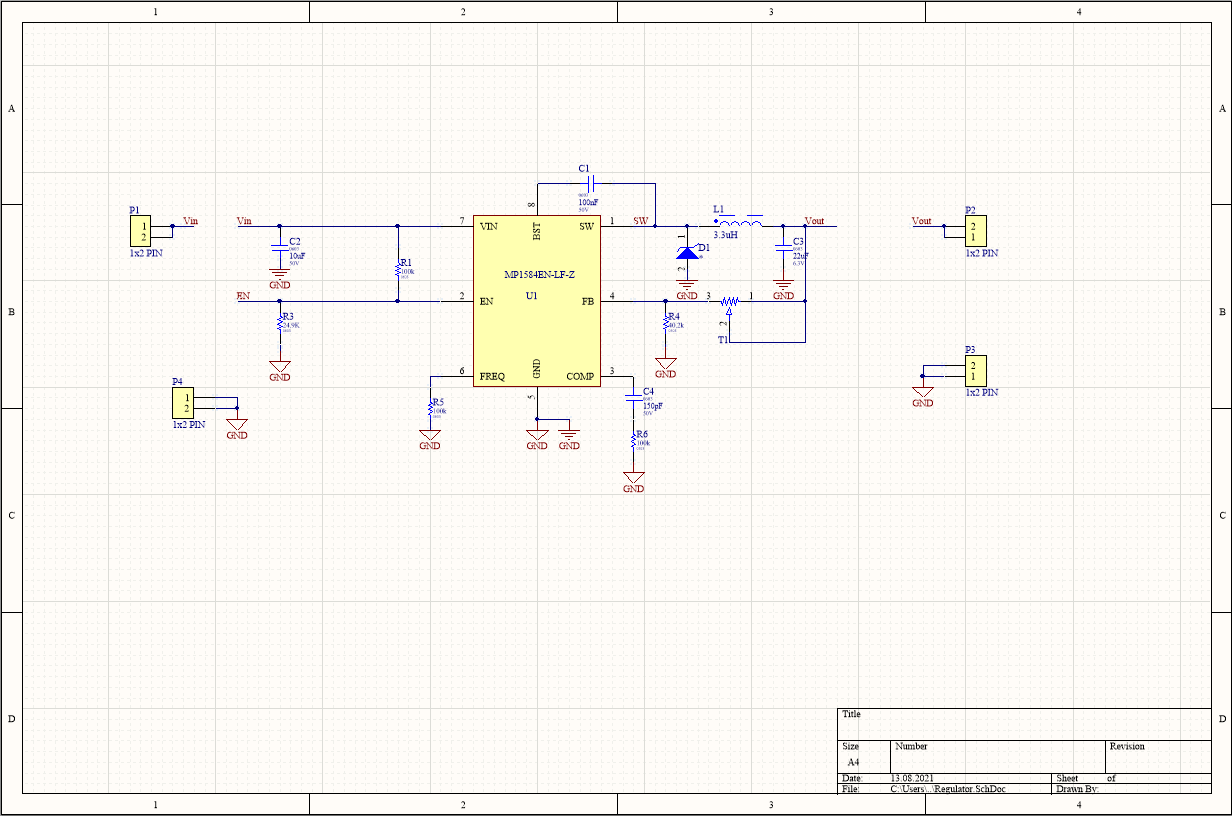 1 2 3 4
A A
C1
8
100nF
50V
P1 L1 P2
Vin Vin 7 VIN BST SW 1 SW Vout Vout
1 2
2 1
1x2 PIN 3.3uH 1x2 PIN
C2 10uF 50V
GND
R1 100k
MP1584EN-LF-Z
U1
1 D1 2
GND
C3 22uF 6.3V
GND
EN 2 EN FB 4 3 1
B B
R3 24.9K
GND
R4 40.2k
GND
2
T1
P4
1
2
1x2 PIN
GND
6 FREQ GND COMP 3
R5 100k
GND
5
GND GND
C4 150pF 50V
R6 100k
GND
P3
2
1
1x2 PIN
GND
C C
D D
Title
Size Number Revision
A4
Date: 13.08.2021 Sheet of
File: C:\Users\..\Regulator.SchDoc Drawn By:
1 2 3 4